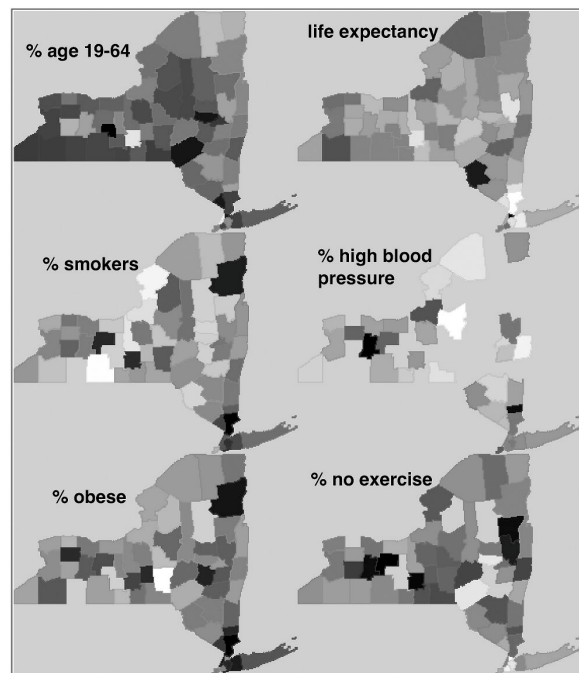 % age 19-64
life expectancy
% smokers
% high blood
pressure
% obese
% no exercise